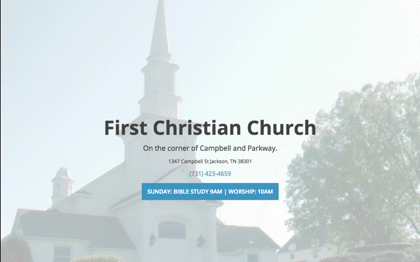 First Christian Church
On the corner of Campbell and Parkway.
1347 Campbell St Jackson, TN 38301
(731) 423-4659
SUNDAY: BIBLE STUDY 9AM | WORSHIP: 10AM